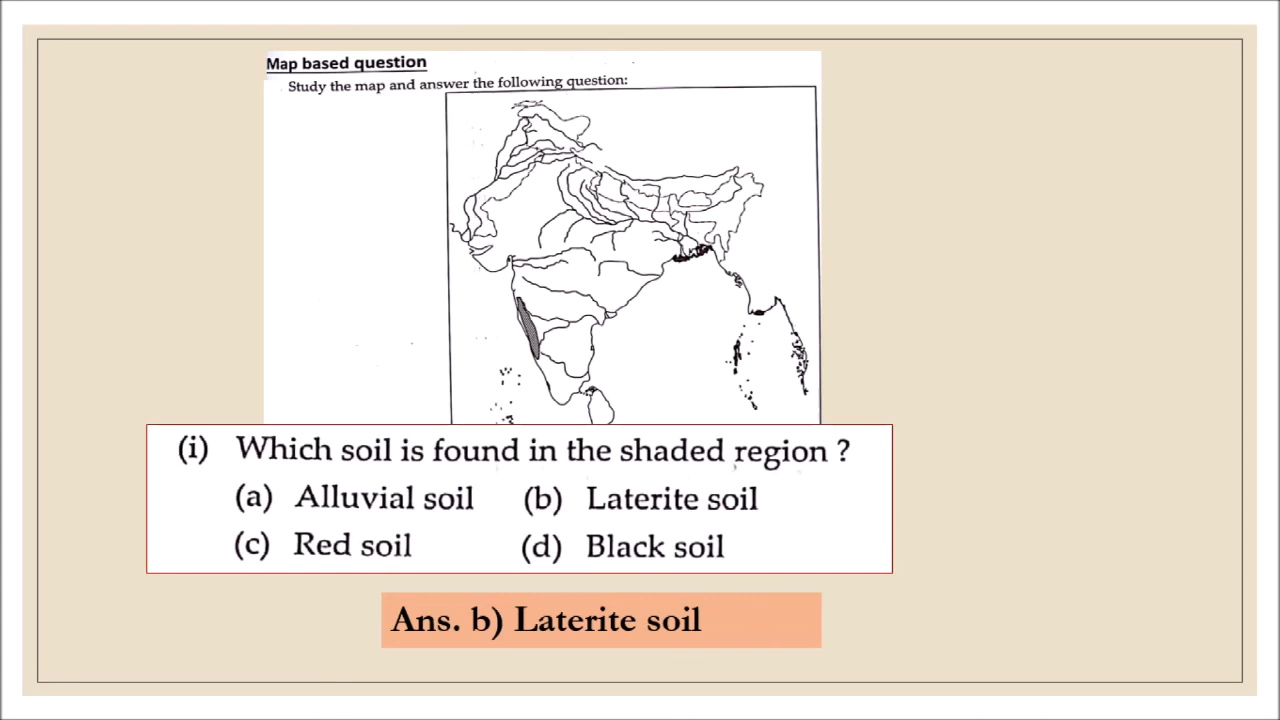 Map based question
Study the map and answer the following question:
(i) Which soil is found in the shaded region ?
(a) Alluvial soil (b) Laterite soil
(c) Red soil (d) Black soil
Ans. b) Laterite soil